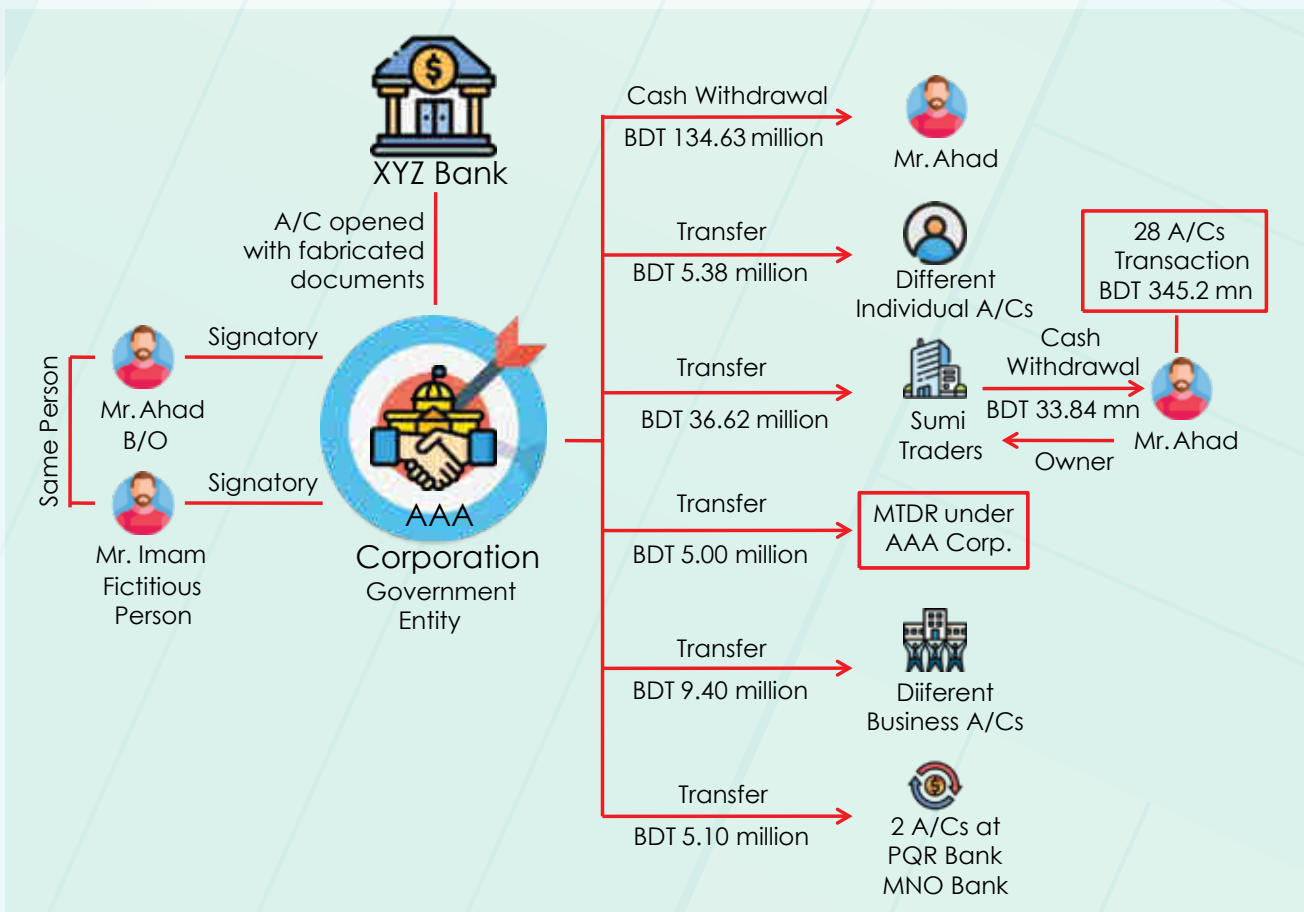 XYZ Bank
A/C opened
with fabricated
documents
Same Person
Mr. Ahad
B/O
Signatory
Mr. Imam
Fictitious
Person
Signatory
AAA
Corporation
Government
Entity
Cash Withdrawal
BDT 134.63 million
Mr. Ahad
Transfer
BDT 5.38 million
Different
Individual A/Cs
Transfer
BDT 36.62 million
Sumi
Traders
Cash
Withdrawal
BDT 33.84 mn
Owner
Mr. Ahad
28 A/Cs
Transaction
BDT 345.2 mn
Transfer
BDT 5.00 million
MTDR under
AAA Corp.
Transfer
BDT 9.40 million
Diiferent
Business A/Cs
Transfer
BDT 5.10 million
2 A/Cs at
PQR Bank
MNO Bank